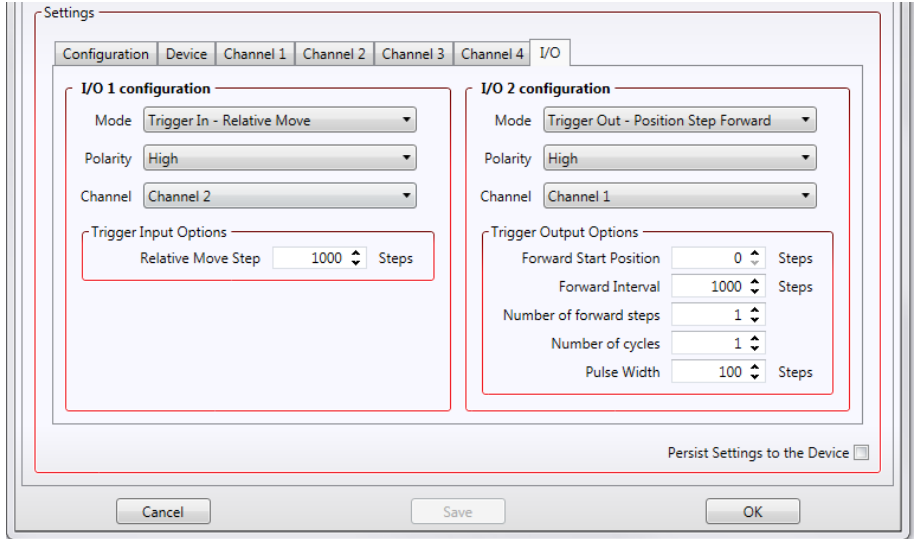 Settings
Configuration Device Channel 1 Channel 2 Channel 3 Channel 4 I/O
I/O 1 configuration
Mode Trigger In - Relative Move
Polarity High
Channel Channel 2
Trigger Input Options
Relative Move Step 1000 Steps
I/O 2 configuration
Mode Trigger Out - Position Step Forward
Polarity High
Channel Channel 1
Trigger Output Options
Forward Start Position 0 Steps
Forward Interval 1000 Steps
Number of forward steps 1
Number of cycles 1
Pulse Width 100 Steps
Persist Settings to the Device
Cancel Save OK